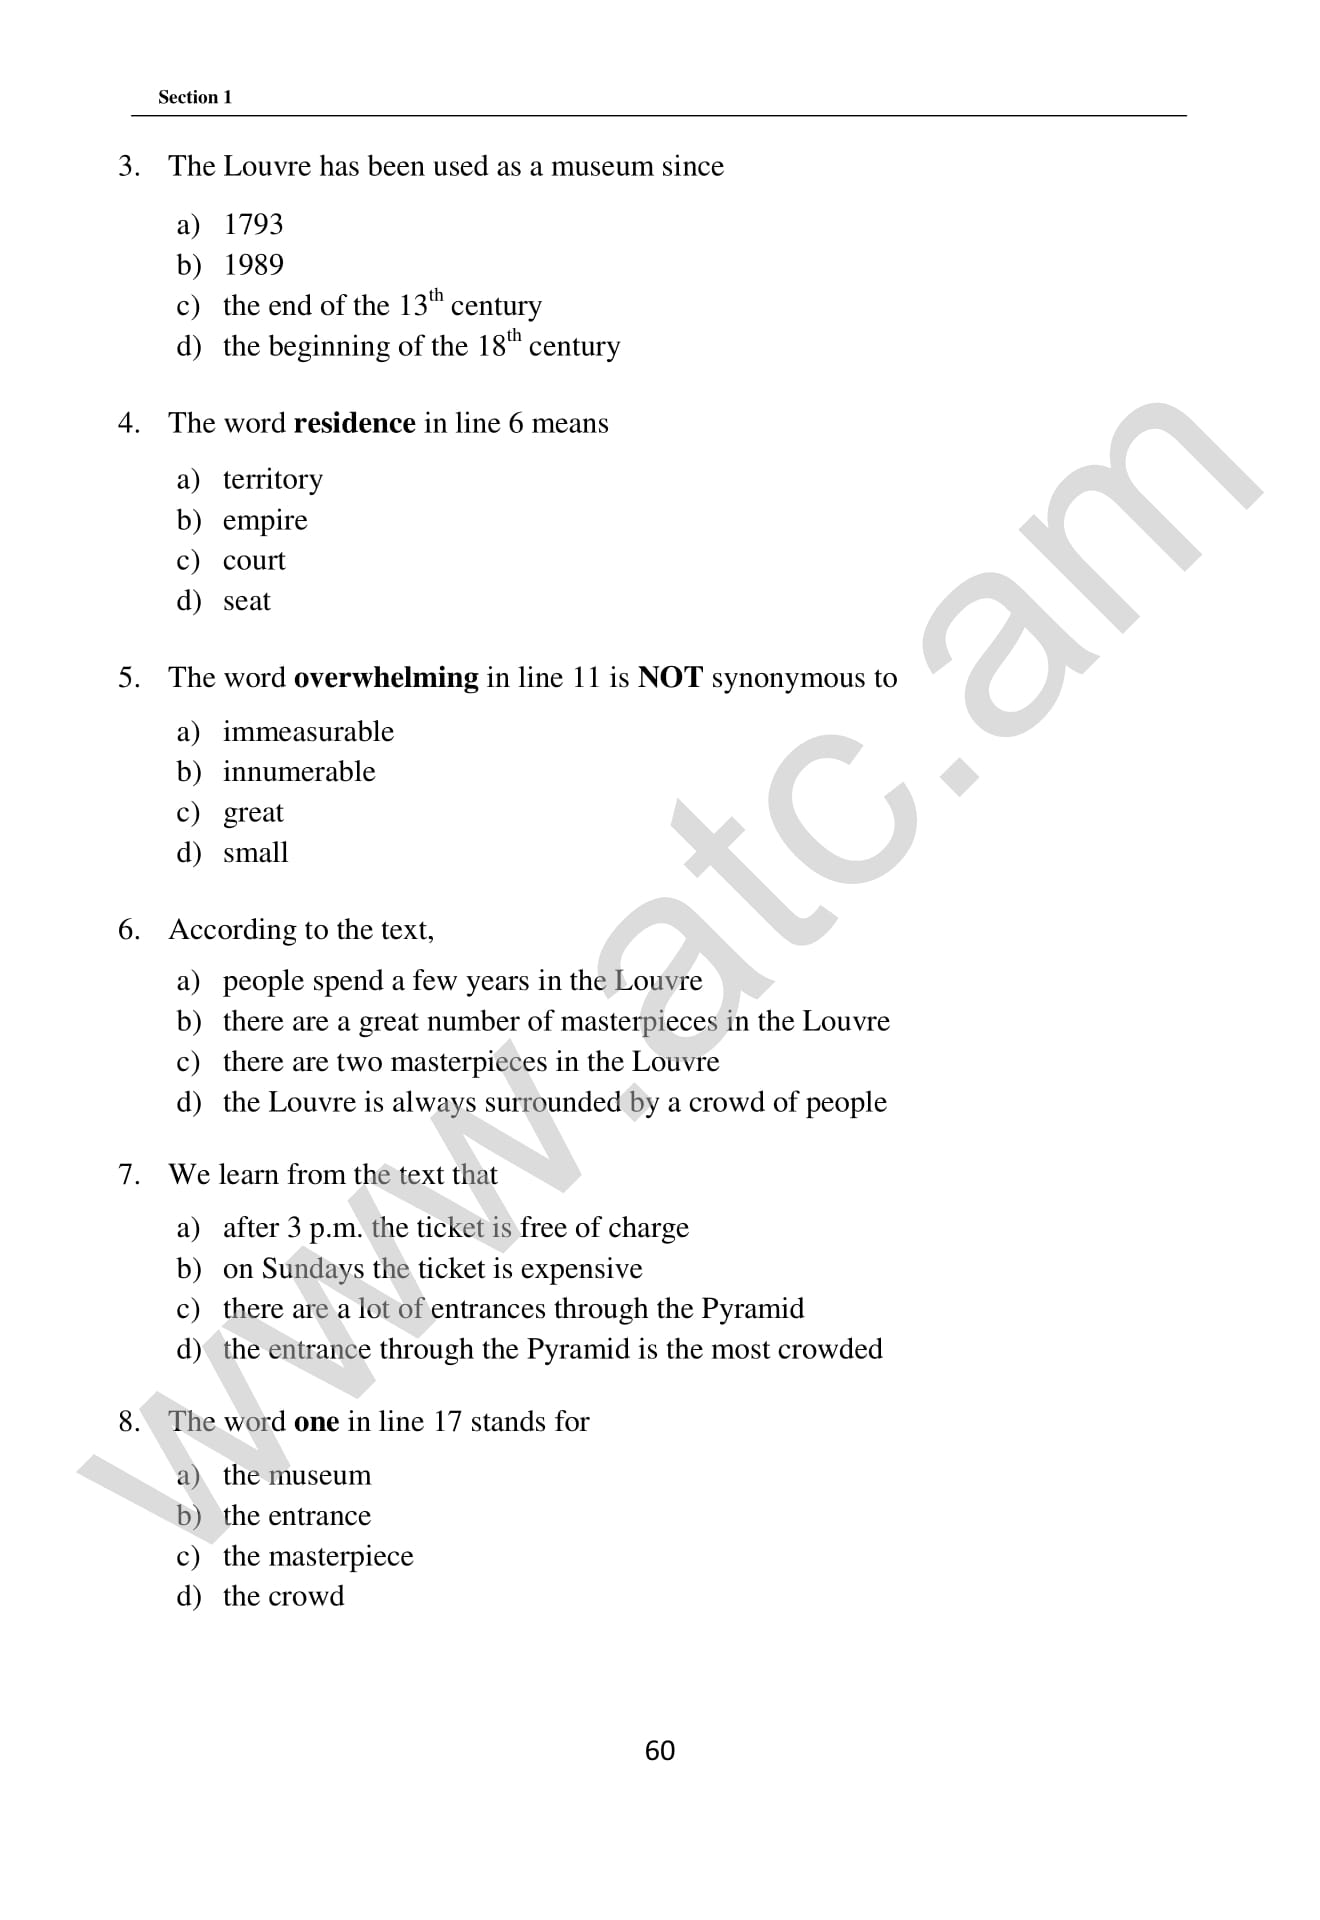 Section 1
3. The Louvre has been used as a museum since
a) 1793
b) 1989
c) the end of the 13th century
d) the beginning of the 18th century
4. The word residence in line 6 means
a) territory
b) empire
c) court
d) seat
5. The word overwhelming in line 11 is NOT synonymous to
a) immeasurable
b) innumerable
c) great
d) small
6. According to the text,
a) people spend a few years in the Louvre
b) there are a great number of masterpieces in the Louvre
c) there are two masterpieces in the Louvre
d) the Louvre is always surrounded by a crowd of people
7. We learn from the text that
a) after 3 p.m. the ticket is free of charge
b) on Sundays the ticket is expensive
c) there are a lot of entrances through the Pyramid
d) the entrance through the Pyramid is the most crowded
8. The word one in line 17 stands for
a) the museum
b) the entrance
c) the masterpiece
d) the crowd
60
www.atc.am